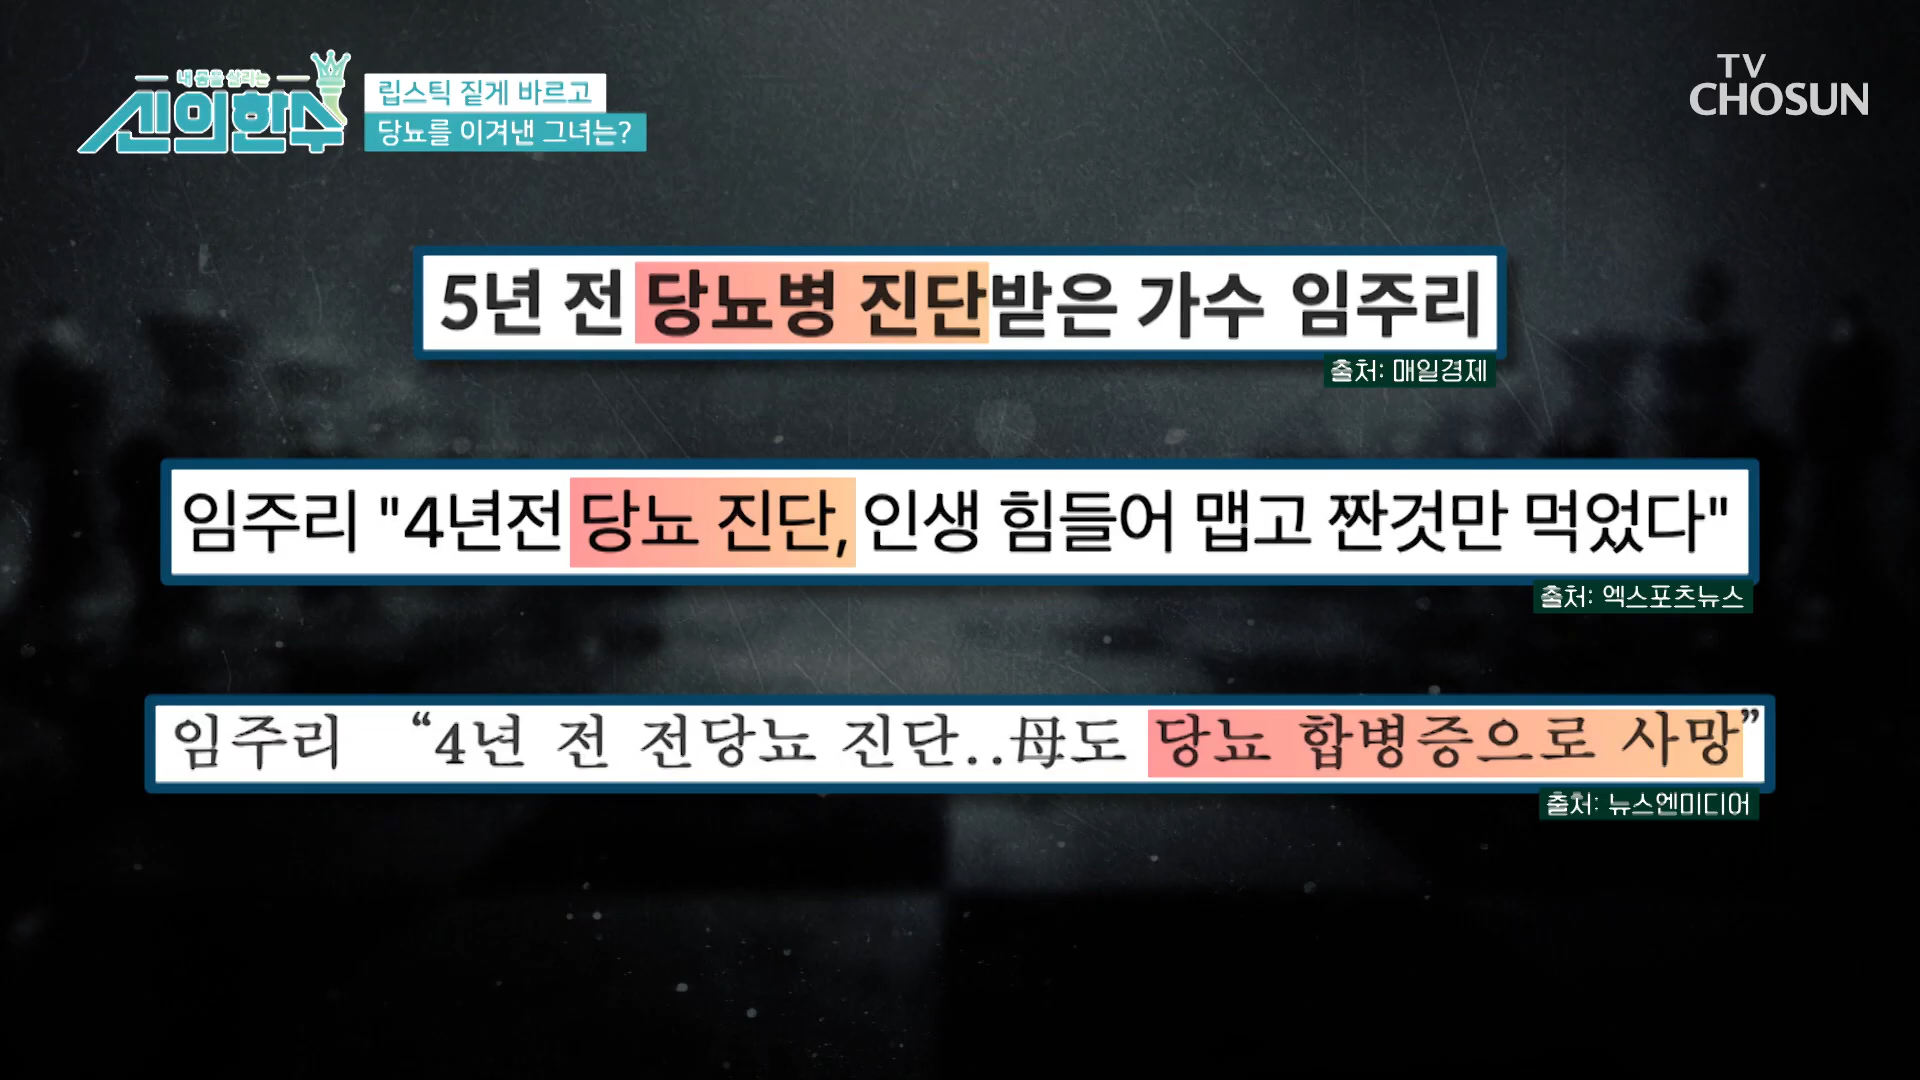 내 몸을 살리는
신의 한 수
립스틱 짙게 바르고
당뇨를 이겨낸 그녀는?
TV
CHOSUN
5년 전 당뇨병 진단받은 가수 임주리
출처: 매일경제
임주리 "4년전 당뇨 진단, 인생 힘들어 맵고 짠것만 먹었다"
출처: 엑스포츠뉴스
임주리 “4년 전 전당뇨 진단..母도 당뇨 합병증으로 사망”
출처: 뉴스엔미디어